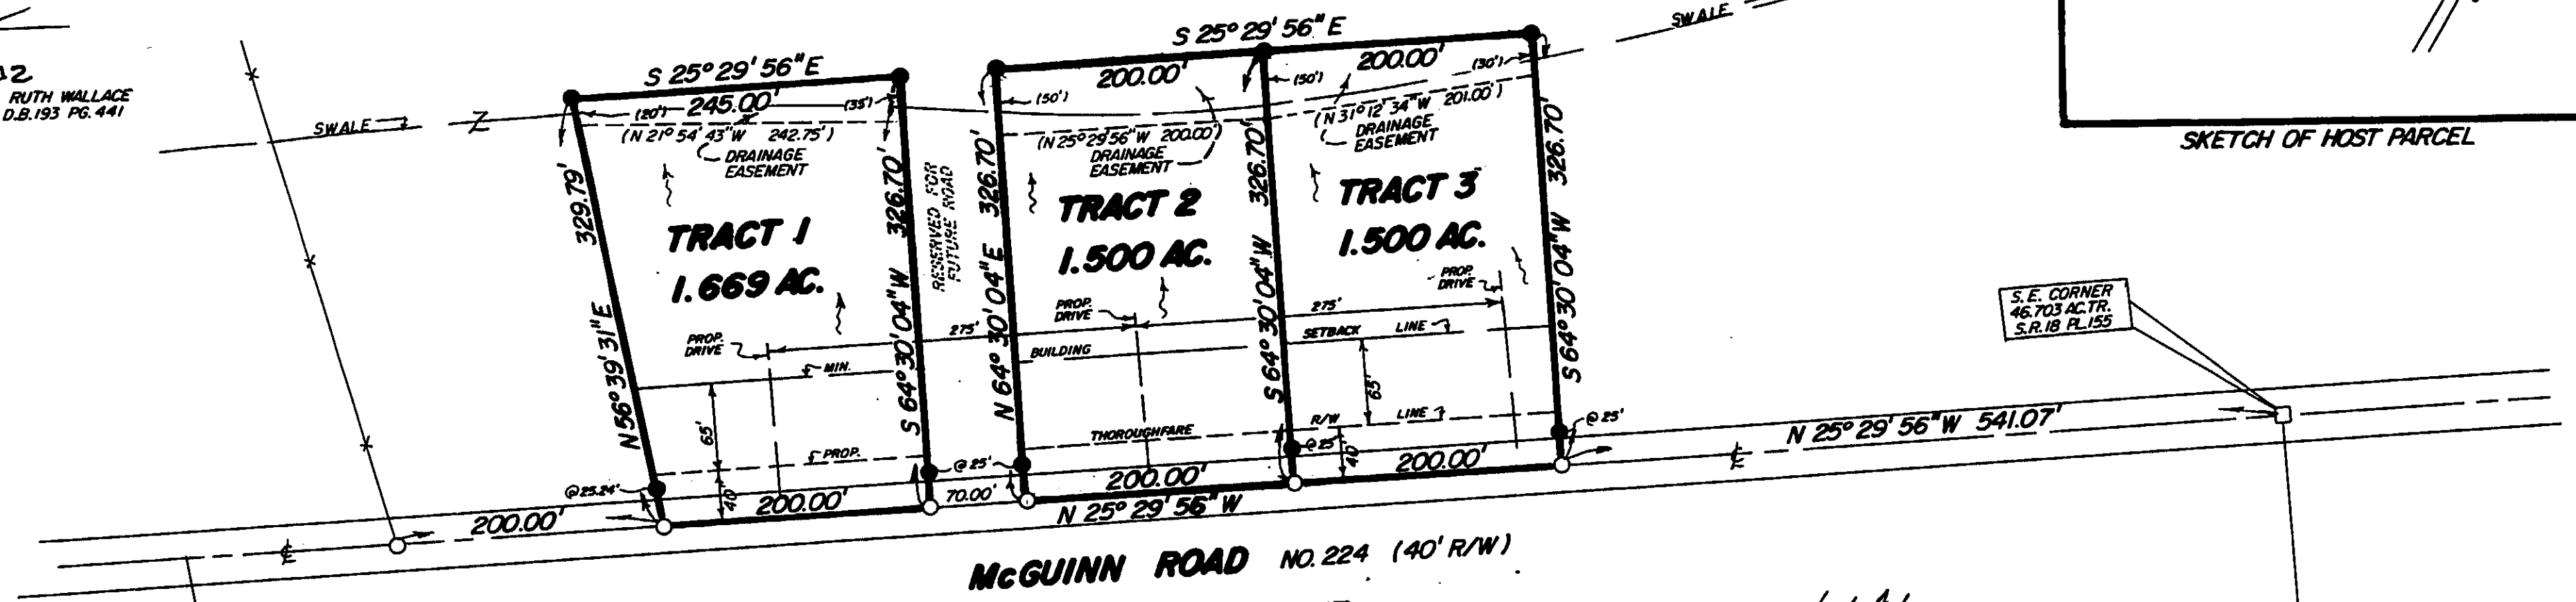 RUTH WALLACE
D.B. 193 PG. 441
SWALE
S 25° 29' 56" E
(20') 245.00' (35')
(N 21° 54' 43" W 242.75')
DRAINAGE
EASEMENT
329.79'
N 56° 39' 31" E
TRACT 1
1.669 AC.
PROP.
DRIVE
MIN.
65'
PROP.
@ 25.24'
40'
200.00'
200.00'
326.70'
S 64° 30' 04" W
RESERVED FOR
FUTURE ROAD
275'
@ 25'
70.00'
S 25° 29' 56" E
200.00'
(50')
(N 25° 29' 56" W 200.00')
DRAINAGE
EASEMENT
326.70'
N 64° 30' 04" E
TRACT 2
1.500 AC.
PROP.
DRIVE
BUILDING
THOROUGHFARE
200.00'
N 25° 29' 56" W
326.70'
S 64° 30' 04" W
200.00'
(50')
(30')
(N 31° 12' 34" W 201.00')
DRAINAGE
EASEMENT
TRACT 3
1.500 AC.
PROP.
DRIVE
275'
SETBACK LINE
65'
R/W LINE
@ 25'
40'
200.00'
326.70'
S 64° 30' 04" W
@ 25'
SWALE
SKETCH OF HOST PARCEL
S.E. CORNER
46.703 AC. TR.
S.R. 18 PL. 155
N 25° 29' 56" W 541.07'
McGUINN ROAD NO. 224 (40' R/W)